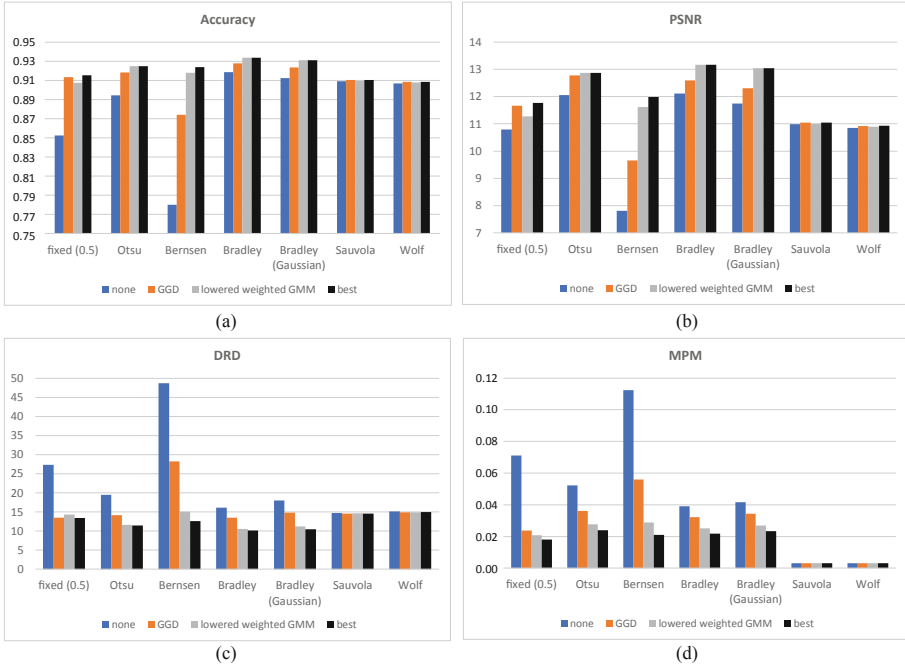 Accuracy
0.95
0.93
0.91
0.89
0.87
0.85
0.83
0.81
0.79
0.77
0.75
fixed (0.5) Otsu Bernsen Bradley Bradley (Gaussian) Sauvola Wolf
none GGD lowered weighted GMM best
(a)
PSNR
14
13
12
11
10
9
8
7
fixed (0.5) Otsu Bernsen Bradley Bradley (Gaussian) Sauvola Wolf
none GGD lowered weighted GMM best
(b)
DRD
50
45
40
35
30
25
20
15
10
5
0
fixed (0.5) Otsu Bernsen Bradley Bradley (Gaussian) Sauvola Wolf
none GGD lowered weighted GMM best
(c)
MPM
0.12
0.10
0.08
0.06
0.04
0.02
0.00
fixed (0.5) Otsu Bernsen Bradley Bradley (Gaussian) Sauvola Wolf
none GGD lowered weighted GMM best
(d)